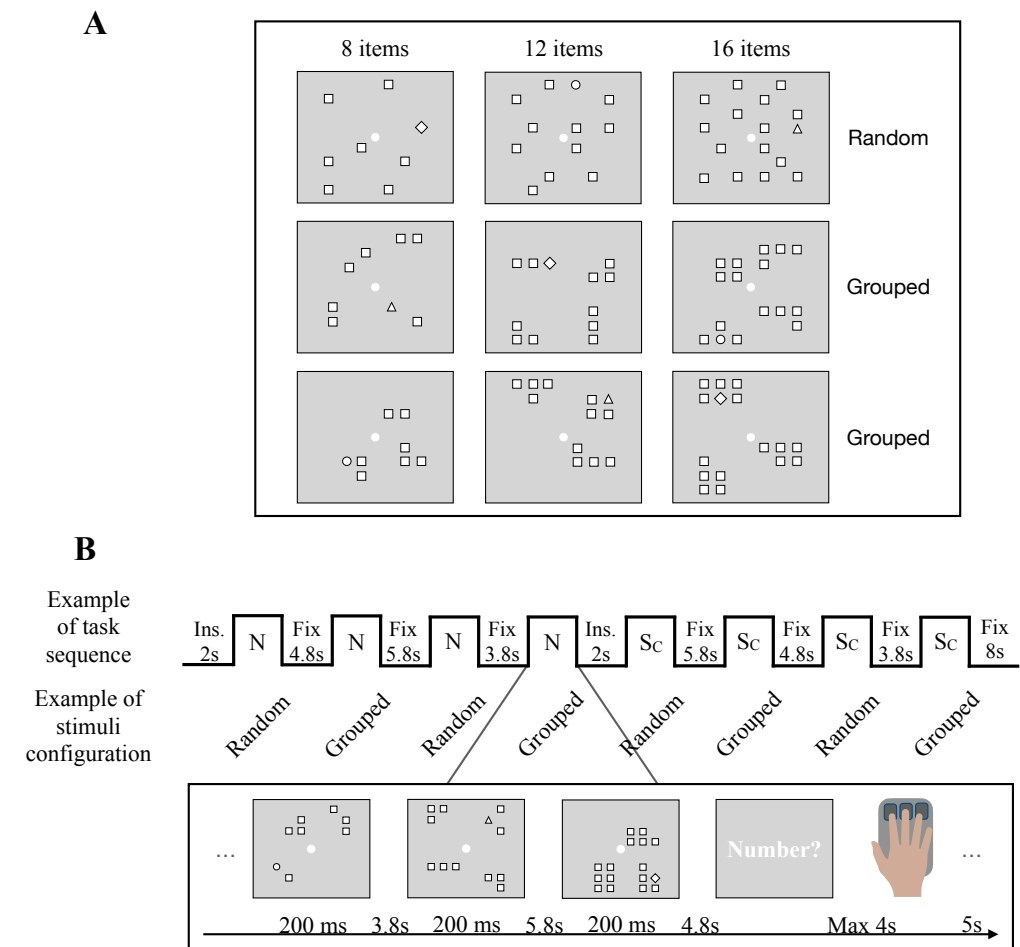 A
8 items 12 items 16 items
Random
Grouped
Grouped
B
Example
of task
sequence
Ins.
2s
N
Fix
4.8s
N
Fix
5.8s
N
Fix
3.8s
N
Ins.
2s
Sc
Fix
5.8s
Sc
Fix
4.8s
Sc
Fix
3.8s
Sc
Fix
8s
Example of
stimuli
configuration
Random Grouped Random Grouped Random Grouped Random Grouped
... Number? ...
200 ms 3.8s 200 ms 5.8s 200 ms 4.8s Max 4s 5s